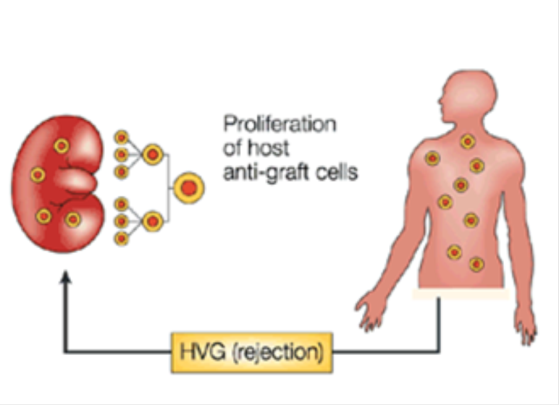 Proliferation
of host
anti-graft cells
HVG (rejection)